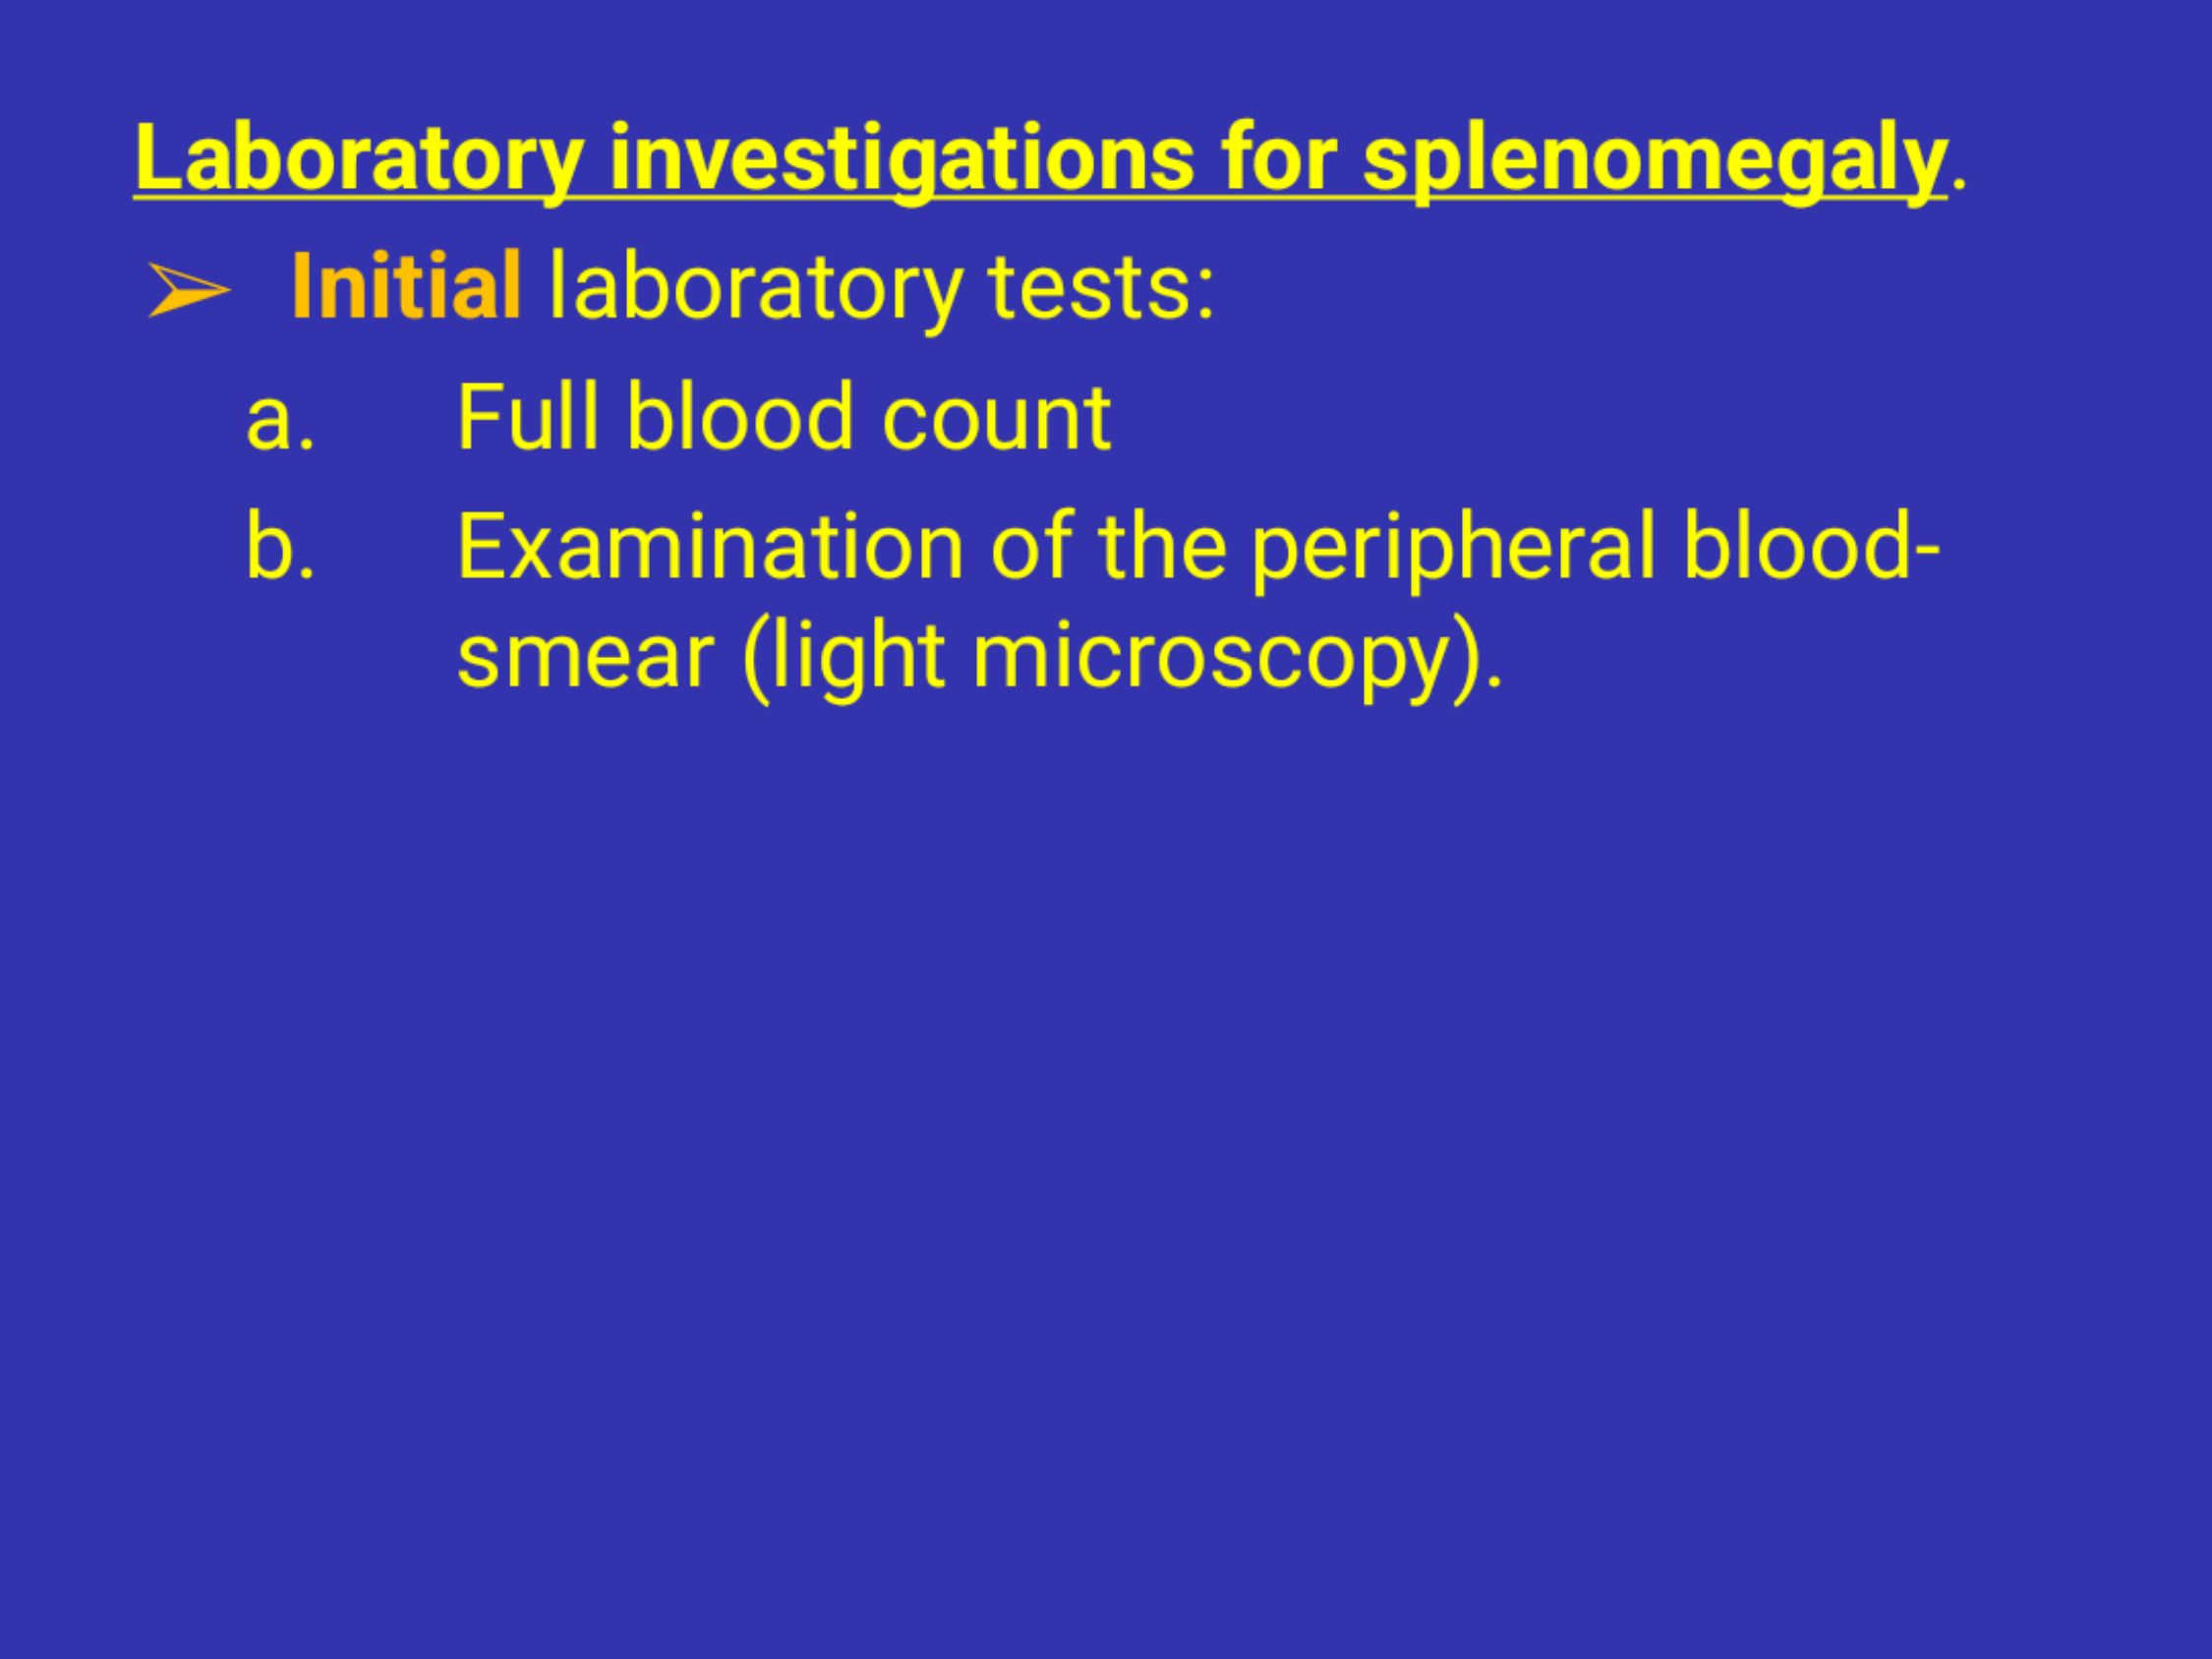 Laboratory investigations for splenomegaly.
➢ Initial laboratory tests:
a. Full blood count
b. Examination of the peripheral blood-
smear (light microscopy).